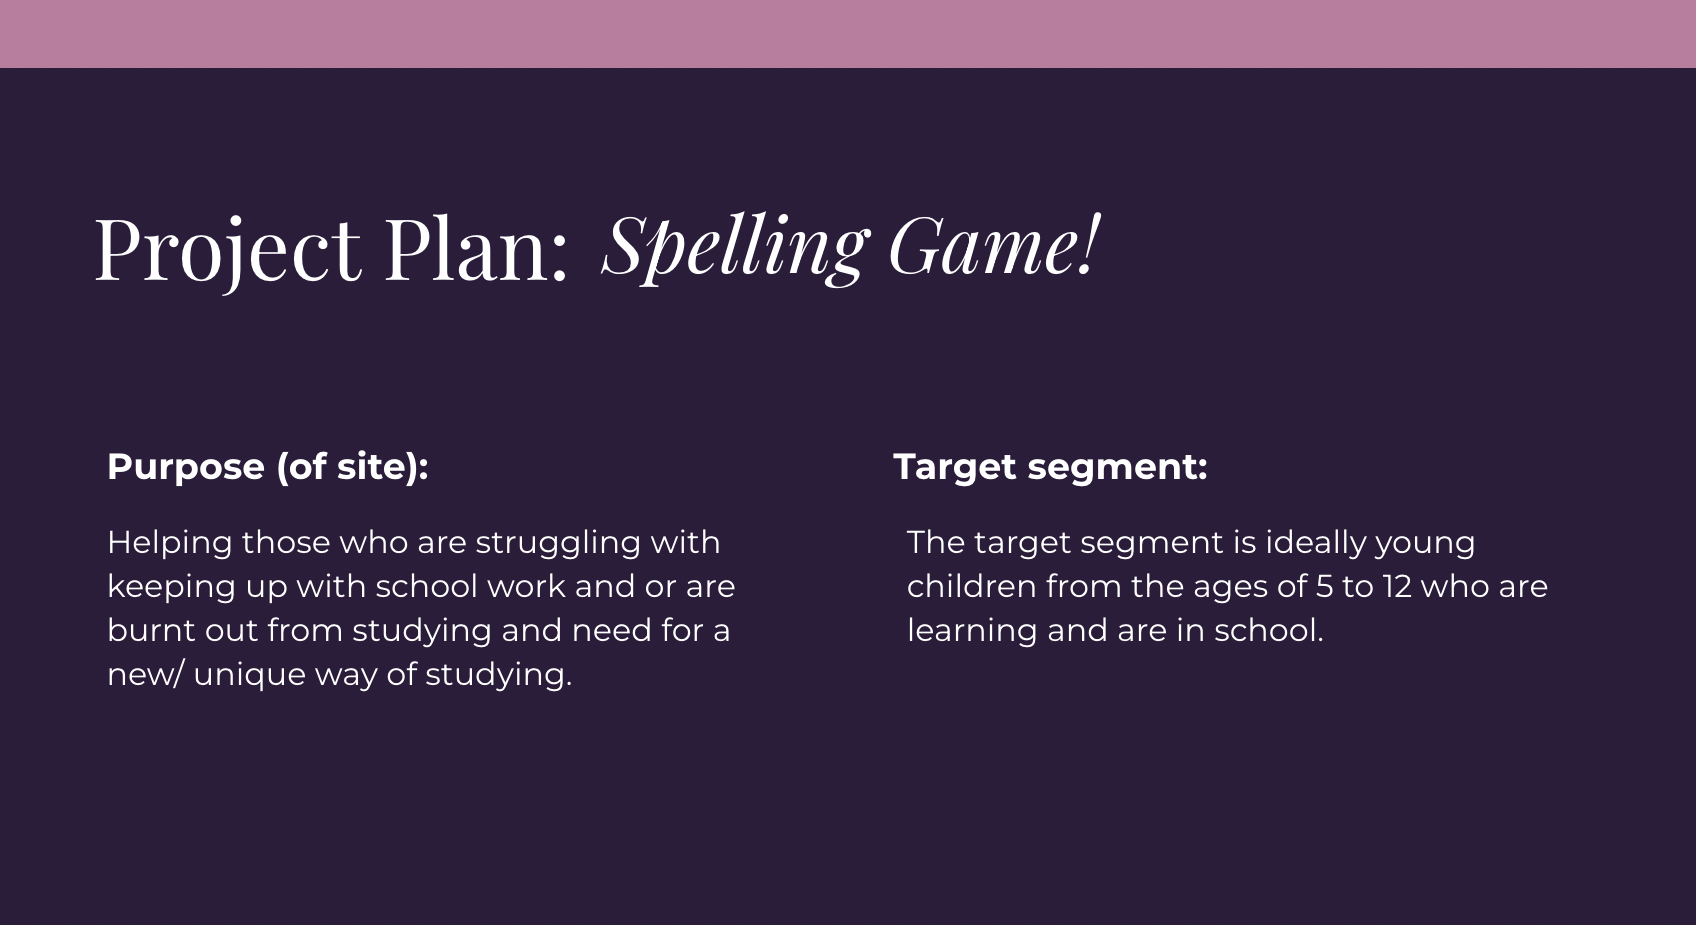 Project Plan: Spelling Game!
Purpose (of site):
Helping those who are struggling with
keeping up with school work and or are
burnt out from studying and need for a
new/ unique way of studying.
Target segment:
The target segment is ideally young
children from the ages of 5 to 12 who are
learning and are in school.